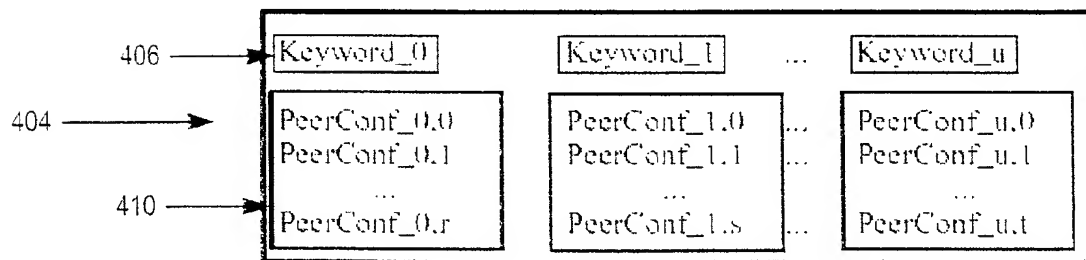 406 Keyword_0 Keyword_1 ... Keyword_u
404 PeerConf_0.0 PeerConf_1.0 ... PeerConf_u.0
PeerConf_0.1 PeerConf_1.1 ... PeerConf_u.1
... ... ...
410 PeerConf_0.r PeerConf_1.s ... PeerConf_u.t